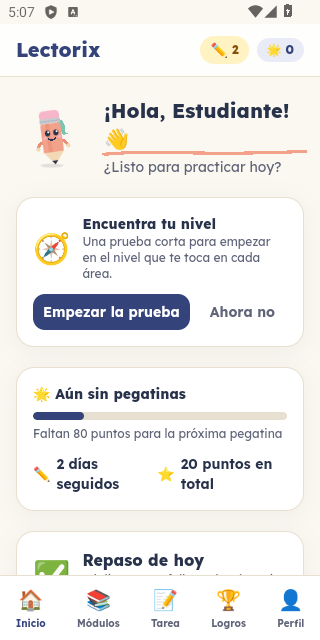 5:07
Lectorix
2
0
¡Hola, Estudiante!
¿Listo para practicar hoy?
Encuentra tu nivel
Una prueba corta para empezar
en el nivel que te toca en cada
área.
Empezar la prueba
Ahora no
Aún sin pegatinas
Faltan 80 puntos para la próxima pegatina
2 días
seguidos
20 puntos en
total
Repaso de hoy
Inicio
Módulos
Tarea
Logros
Perfil